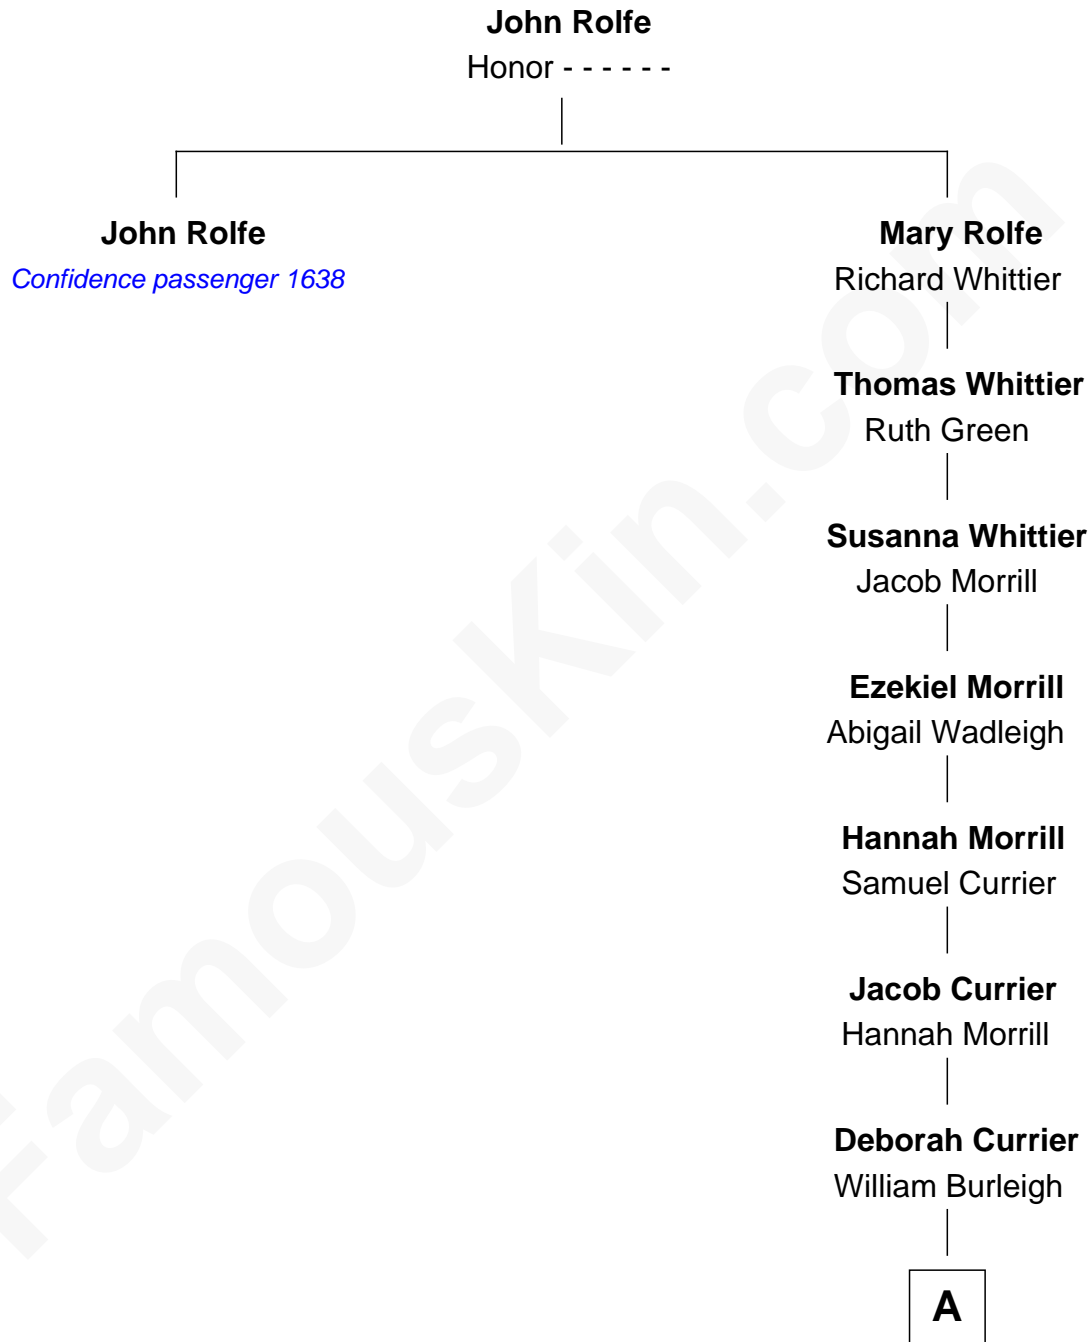 John Rolfe
Honor - - - - - -
John Rolfe
Confidence passenger 1638
Mary Rolfe
Richard Whittier
Thomas Whittier
Ruth Green
Susanna Whittier
Jacob Morrill
Ezekiel Morrill
Abigail Wadleigh
Hannah Morrill
Samuel Currier
Jacob Currier
Hannah Morrill
Deborah Currier
William Burleigh
A
FamousKin.com